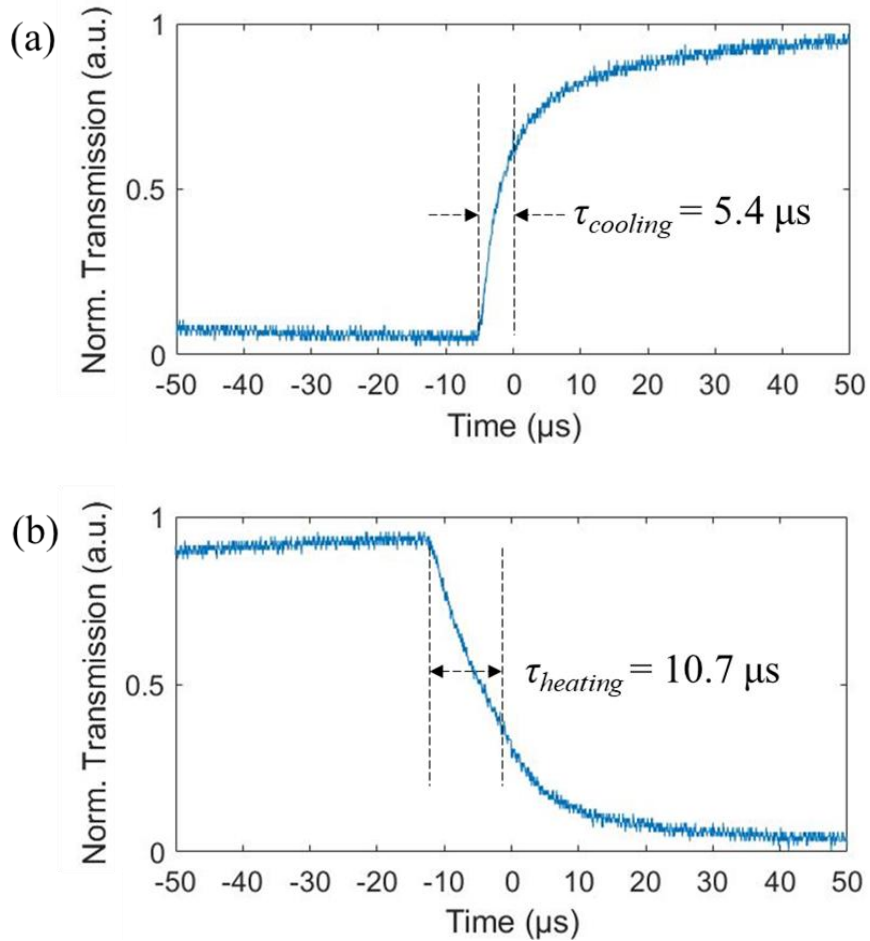 (a)
Norm. Transmission (a.u.)
1
0.5
0
τcooling = 5.4 μs
-50 -40 -30 -20 -10 0 10 20 30 40 50
Time (μs)
(b)
Norm. Transmission (a.u.)
1
0.5
0
τheating = 10.7 μs
-50 -40 -30 -20 -10 0 10 20 30 40 50
Time (μs)